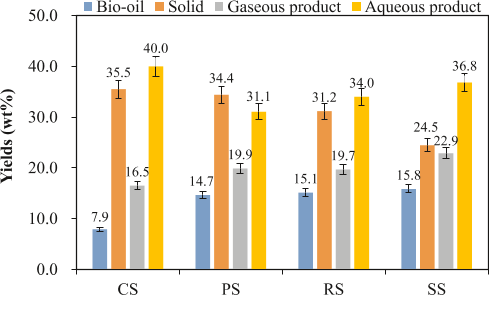 Bio-oil Solid Gaseous product Aqueous product
Yields (wt%)
50.0
40.0
30.0
20.0
10.0
0.0
7.9 35.5 16.5 40.0
14.7 34.4 19.9 31.1
15.1 31.2 19.7 34.0
15.8 24.5 22.9 36.8
CS PS RS SS